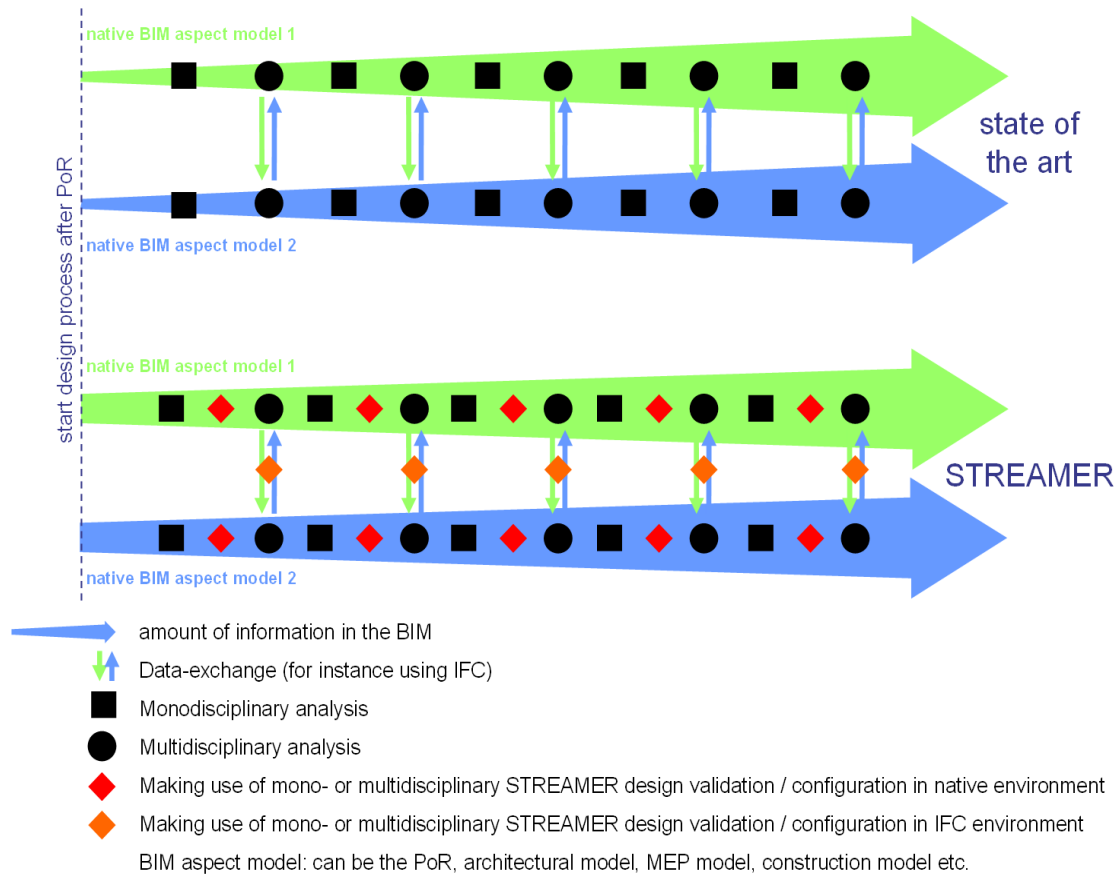 native BIM aspect model 1
state of
the art
native BIM aspect model 2
start design process after PoR
native BIM aspect model 1
STREAMER
native BIM aspect model 2
amount of information in the BIM
Data-exchange (for instance using IFC)
Monodisciplinary analysis
Multidisciplinary analysis
Making use of mono- or multidisciplinary STREAMER design validation / configuration in native environment
Making use of mono- or multidisciplinary STREAMER design validation / configuration in IFC environment
BIM aspect model: can be the PoR, architectural model, MEP model, construction model etc.